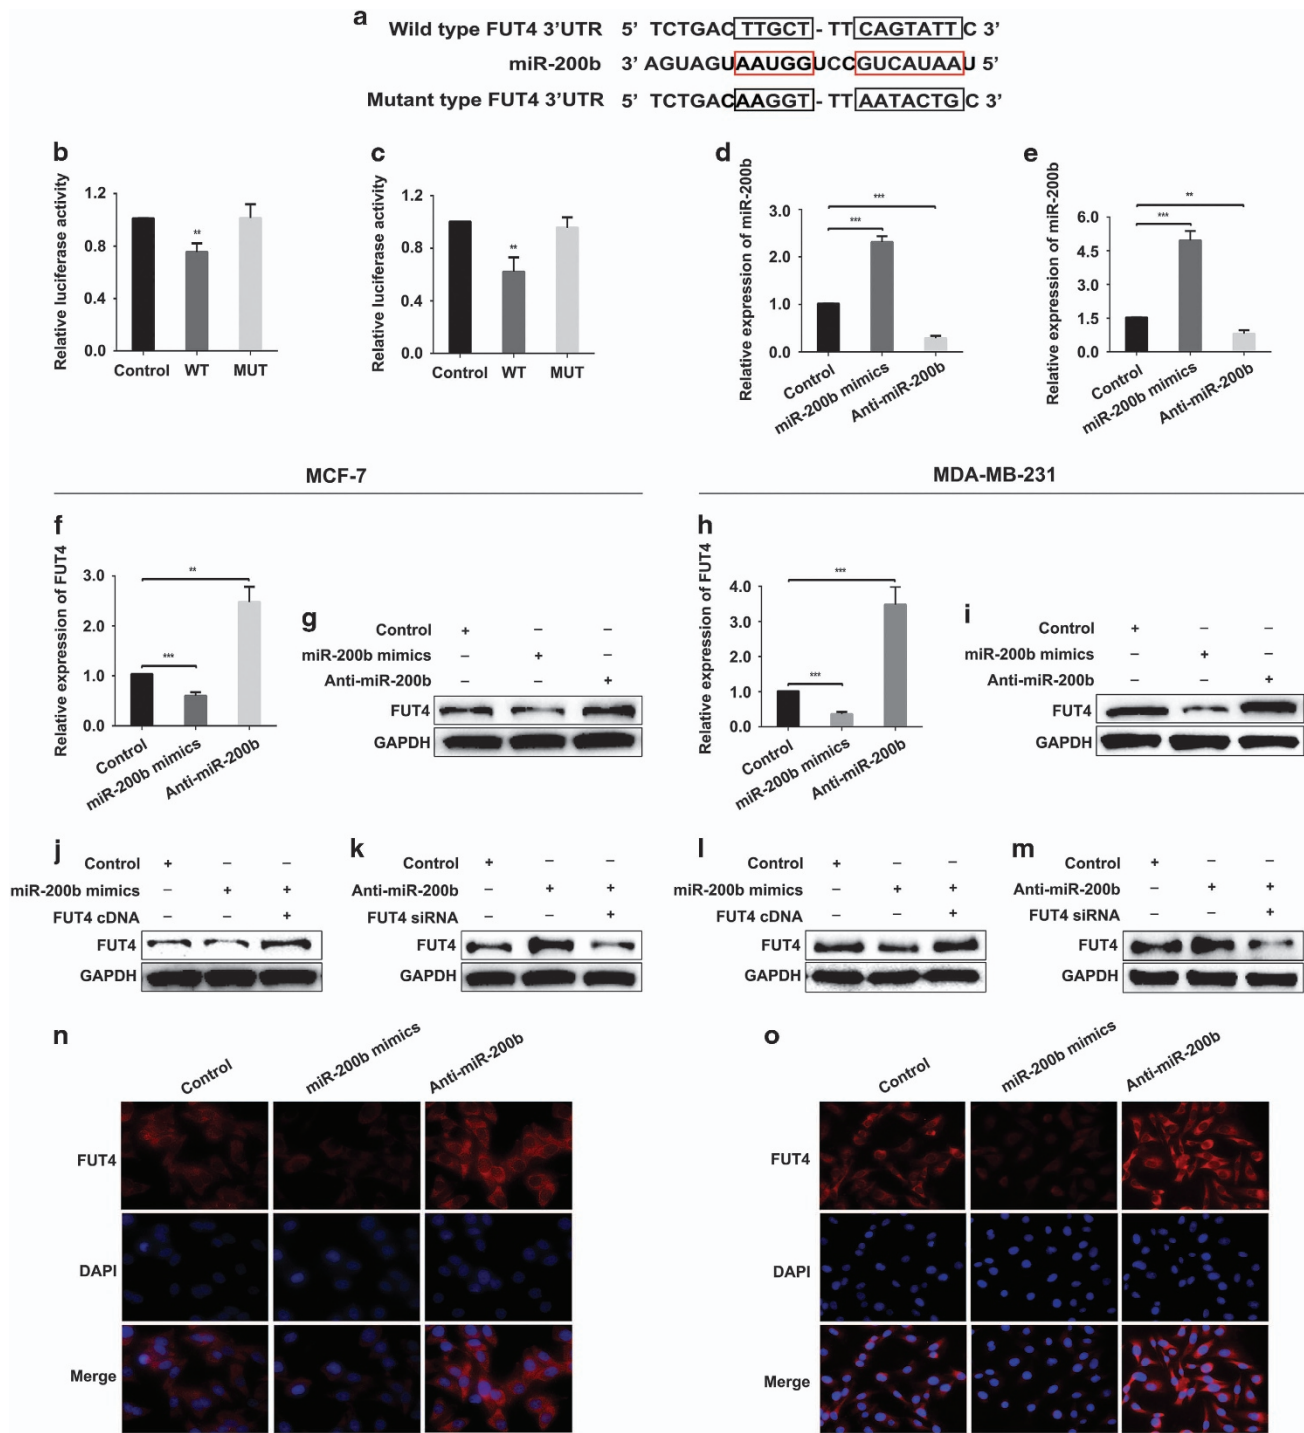 a
Wild type FUT4 3'UTR 5' TCTGAC TTGCT - TT CAGTATT C 3'
miR-200b 3' AGUAGUAAUGGUCC GUCAUAAU 5'
Mutant type FUT4 3'UTR 5' TCTGACAAGGT - TT AATACTG C 3'
b
Relative luciferase activity
1.2
0.8
0.4
0.0
**
Control WT MUT
c
Relative luciferase activity
1.2
0.8
0.4
0.0
**
Control WT MUT
d
Relative expression of miR-200b
3.0
2.0
1.0
0.0
***
***
Control
miR-200b mimics
Anti-miR-200b
e
Relative expression of miR-200b
6.0
4.5
3.0
1.5
0.0
**
***
Control
miR-200b mimics
Anti-miR-200b
MCF-7
MDA-MB-231
f
Relative expression of FUT4
3.0
2.0
1.0
0.0
**
***
Control
miR-200b mimics
Anti-miR-200b
g
Control + – –
miR-200b mimics – + –
Anti-miR-200b – – +
FUT4
GAPDH
h
Relative expression of FUT4
4.0
3.0
2.0
1.0
0.0
***
***
Control
miR-200b mimics
Anti-miR-200b
i
Control + – –
miR-200b mimics – + –
Anti-miR-200b – – +
FUT4
GAPDH
j
Control + – –
miR-200b mimics – + +
FUT4 cDNA – – +
FUT4
GAPDH
k
Control + – –
Anti-miR-200b – + +
FUT4 siRNA – – +
FUT4
GAPDH
l
Control + – –
miR-200b mimics – + +
FUT4 cDNA – – +
FUT4
GAPDH
m
Control + – –
Anti-miR-200b – + +
FUT4 siRNA – – +
FUT4
GAPDH
n
Control
miR-200b mimics
Anti-miR-200b
FUT4
DAPI
Merge
o
Control
miR-200b mimics
Anti-miR-200b
FUT4
DAPI
Merge